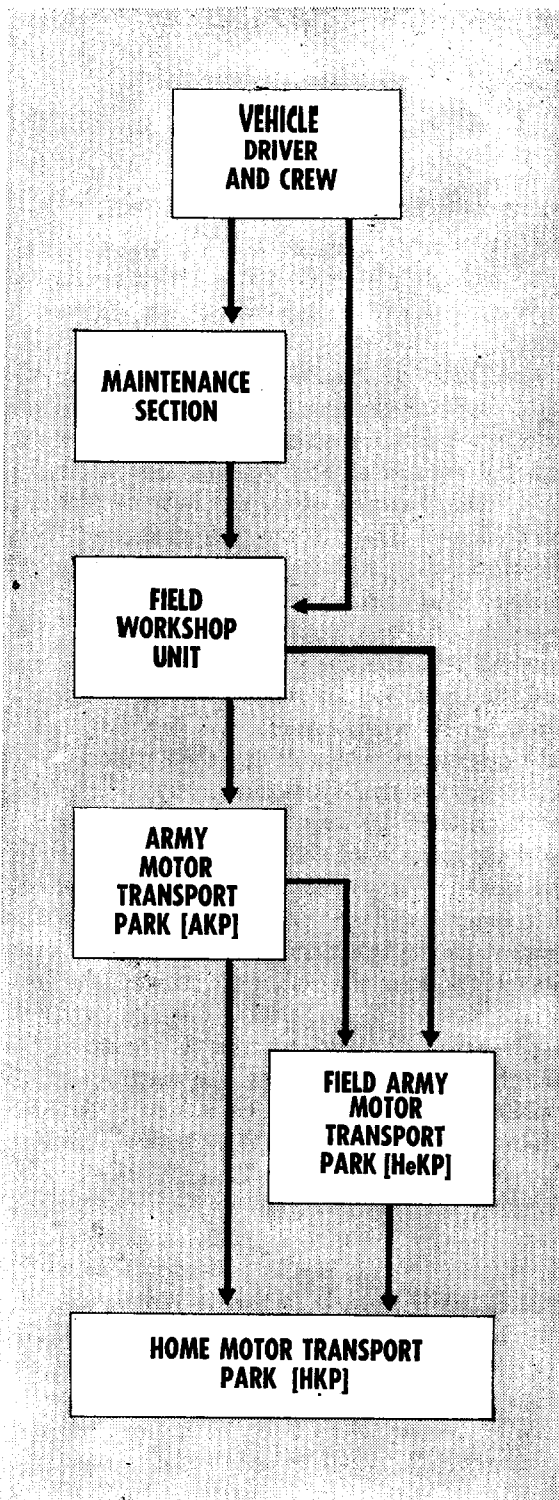 VEHICLE
DRIVER
AND CREW
MAINTENANCE
SECTION
FIELD
WORKSHOP
UNIT
ARMY
MOTOR
TRANSPORT
PARK [AKP]
FIELD ARMY
MOTOR
TRANSPORT
PARK [HeKP]
HOME MOTOR TRANSPORT
PARK [HKP]